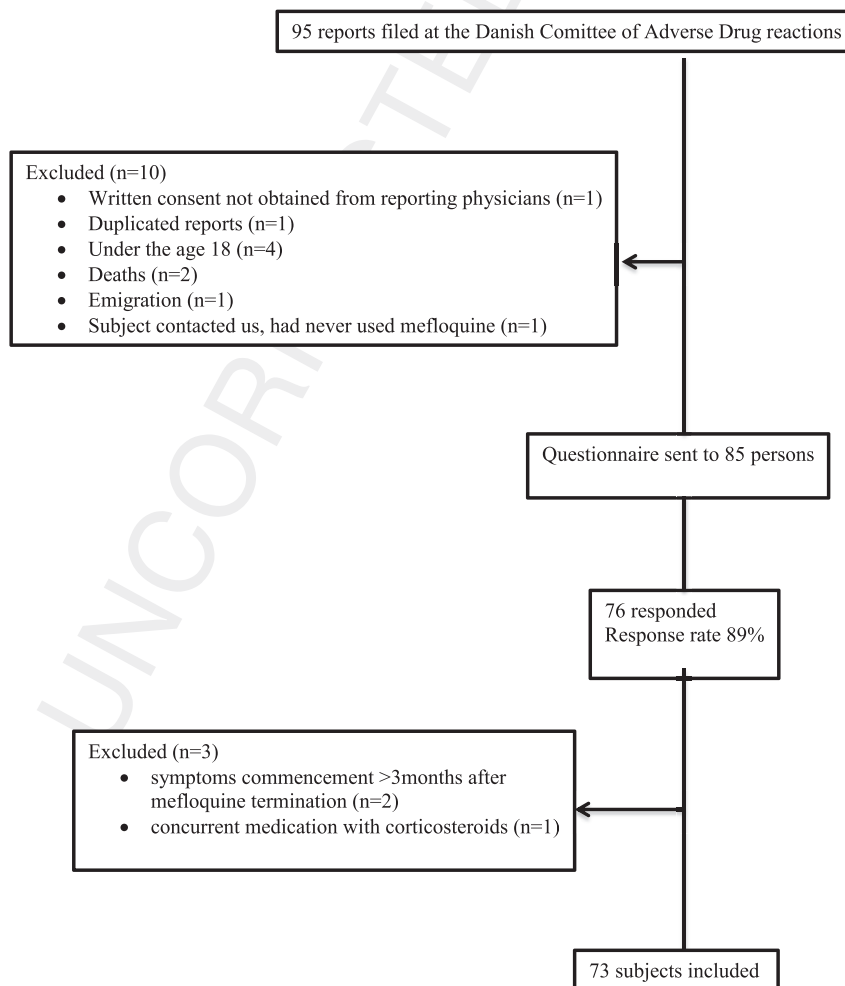 95 reports filed at the Danish Comittee of Adverse Drug reactions
Excluded (n=10)
• Written consent not obtained from reporting physicians (n=1)
• Duplicated reports (n=1)
• Under the age 18 (n=4)
• Deaths (n=2)
• Emigration (n=1)
• Subject contacted us, had never used mefloquine (n=1)
Questionnaire sent to 85 persons
76 responded
Response rate 89%
Excluded (n=3)
• symptoms commencement >3months after
mefloquine termination (n=2)
• concurrent medication with corticosteroids (n=1)
73 subjects included